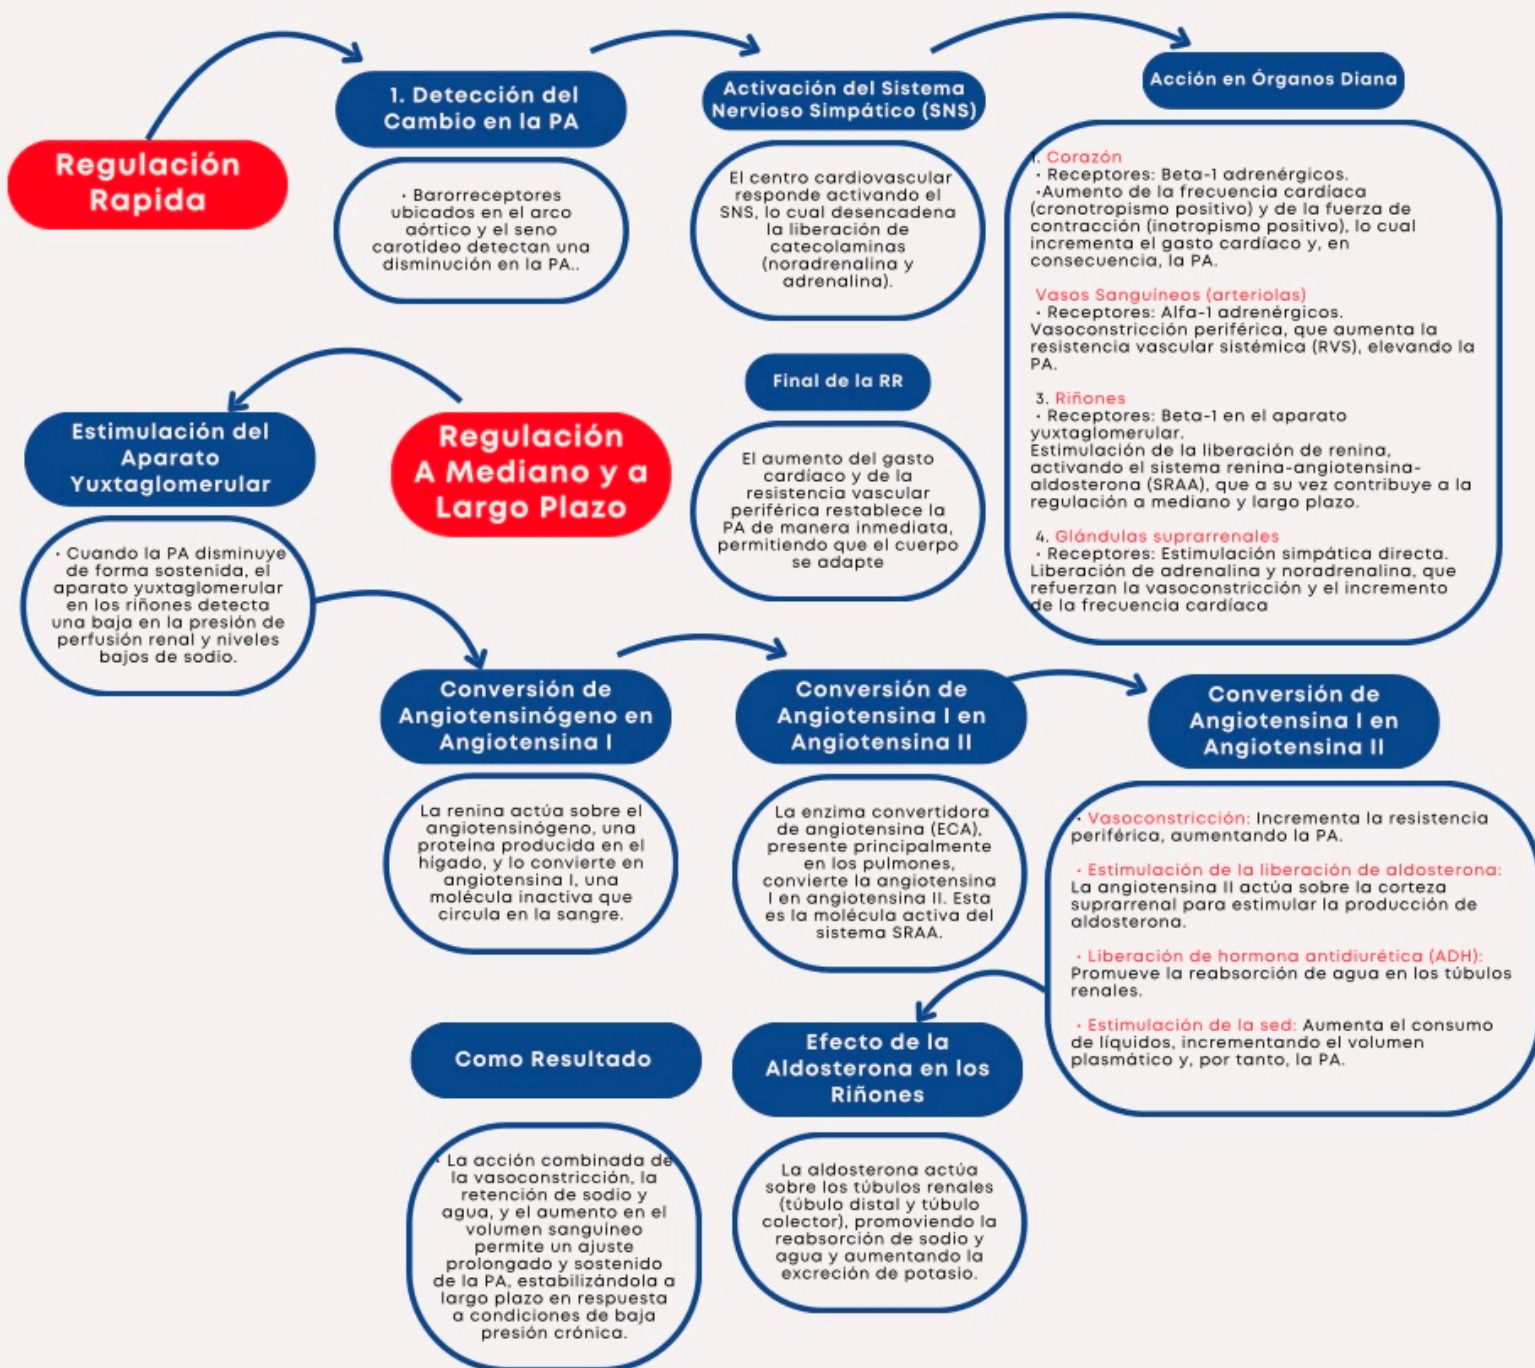 Regulación
Rapida
1. Detección del
Cambio en la PA
• Barorreceptores
ubicados en el arco
aórtico y el seno
carotídeo detectan una
disminución en la PA..
Activación del Sistema
Nervioso Simpático (SNS)
El centro cardiovascular
responde activando el
SNS, lo cual desencadena
la liberación de
catecolaminas
(noradrenalina y
adrenalina).
Acción en Órganos Diana
1. Corazón
• Receptores: Beta-1 adrenérgicos.
•Aumento de la frecuencia cardíaca
(cronotropismo positivo) y de la fuerza de
contracción (inotropismo positivo), lo cual
incrementa el gasto cardíaco y, en
consecuencia, la PA.
Vasos Sanguíneos (arteriolas)
• Receptores: Alfa-1 adrenérgicos.
Vasoconstricción periférica, que aumenta la
resistencia vascular sistémica (RVS), elevando la
PA.
3. Riñones
• Receptores: Beta-1 en el aparato
yuxtaglomerular.
Estimulación de la liberación de renina,
activando el sistema renina-angiotensina-
aldosterona (SRAA), que a su vez contribuye a la
regulación a mediano y largo plazo.
4. Glándulas suprarrenales
• Receptores: Estimulación simpática directa.
Liberación de adrenalina y noradrenalina, que
refuerzan la vasoconstricción y el incremento
de la frecuencia cardíaca
Final de la RR
El aumento del gasto
cardíaco y de la
resistencia vascular
periférica restablece la
PA de manera inmediata,
permitiendo que el cuerpo
se adapte
Regulación
A Mediano y a
Largo Plazo
Estimulación del
Aparato
Yuxtaglomerular
• Cuando la PA disminuye
de forma sostenida, el
aparato yuxtaglomerular
en los riñones detecta
una baja en la presión de
perfusión renal y niveles
bajos de sodio.
Conversión de
Angiotensinógeno en
Angiotensina I
La renina actúa sobre el
angiotensinógeno, una
proteína producida en el
hígado, y lo convierte en
angiotensina I, una
molécula inactiva que
circula en la sangre.
Conversión de
Angiotensina I en
Angiotensina II
La enzima convertidora
de angiotensina (ECA),
presente principalmente
en los pulmones,
convierte la angiotensina
I en angiotensina II. Esta
es la molécula activa del
sistema SRAA.
Conversión de
Angiotensina I en
Angiotensina II
• Vasoconstricción: Incrementa la resistencia
periférica, aumentando la PA.
• Estimulación de la liberación de aldosterona:
La angiotensina II actúa sobre la corteza
suprarrenal para estimular la producción de
aldosterona.
• Liberación de hormona antidiurética (ADH):
Promueve la reabsorción de agua en los túbulos
renales.
• Estimulación de la sed: Aumenta el consumo
de líquidos, incrementando el volumen
plasmático y, por tanto, la PA.
Efecto de la
Aldosterona en los
Riñones
La aldosterona actúa
sobre los túbulos renales
(túbulo distal y túbulo
colector), promoviendo la
reabsorción de sodio y
agua y aumentando la
excreción de potasio.
Como Resultado
• La acción combinada de
la vasoconstricción, la
retención de sodio y
agua, y el aumento en el
volumen sanguíneo
permite un ajuste
prolongado y sostenido
de la PA, estabilizándola a
largo plazo en respuesta
a condiciones de baja
presión crónica.